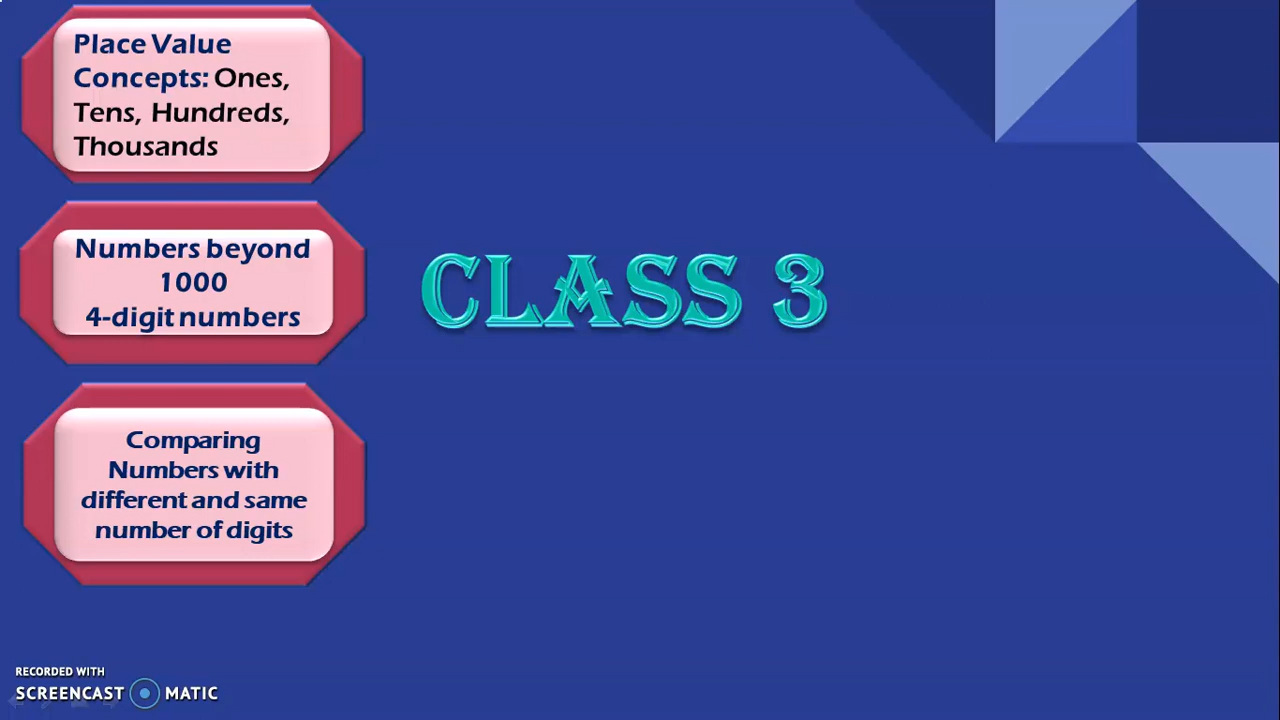 Place Value
Concepts: Ones,
Tens, Hundreds,
Thousands
Numbers beyond
1000
4-digit numbers
CLASS 3
Comparing
Numbers with
different and same
number of digits
RECORDED WITH
SCREENCAST MATIC